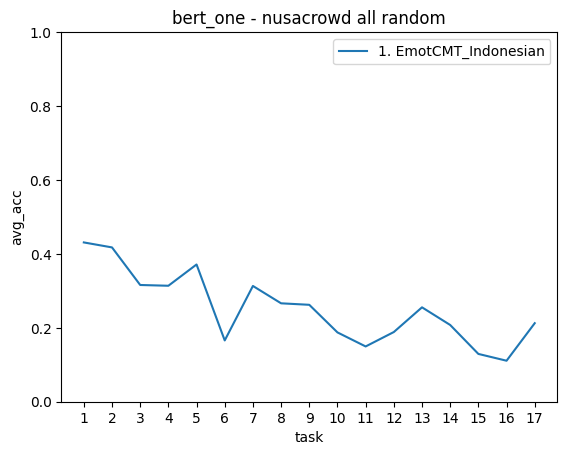 bert_one - nusacrowd all random
1. EmotCMT_Indonesian
avg_acc
1.0
0.8
0.6
0.4
0.2
0.0
1 2 3 4 5 6 7 8 9 10 11 12 13 14 15 16 17
task